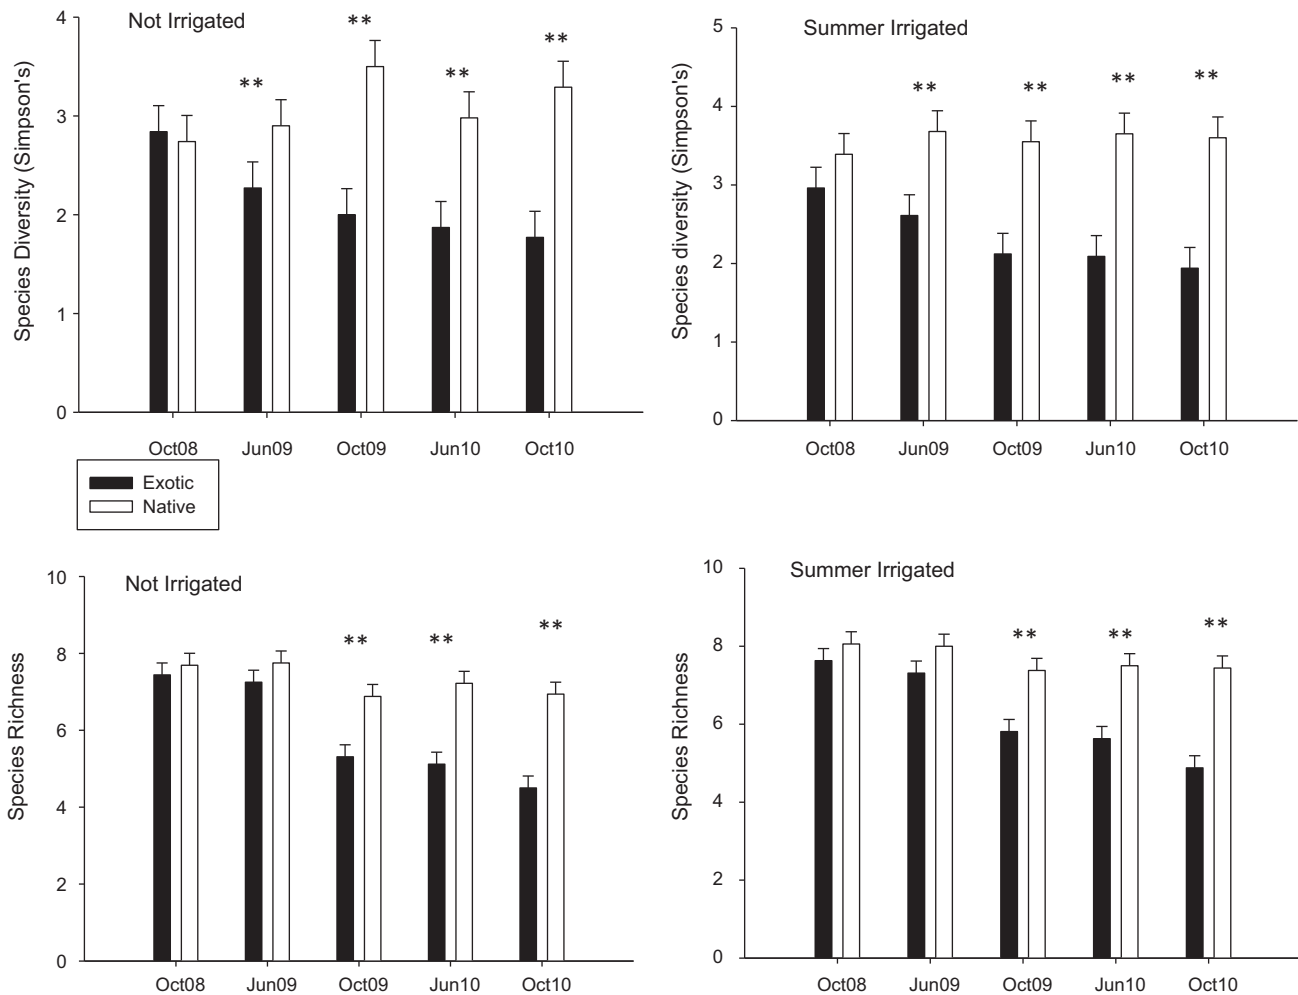 Not Irrigated
Species Diversity (Simpson's)
4
3
2
1
0
** ** ** **
Oct08 Jun09 Oct09 Jun10 Oct10
Exotic
Native
Summer Irrigated
Species diversity (Simpson's)
5
4
3
2
1
0
** ** ** **
Oct08 Jun09 Oct09 Jun10 Oct10
Not Irrigated
Species Richness
10
8
6
4
2
0
** ** **
Oct08 Jun09 Oct09 Jun10 Oct10
Summer Irrigated
Species Richness
10
8
6
4
2
0
** ** **
Oct08 Jun09 Oct09 Jun10 Oct10